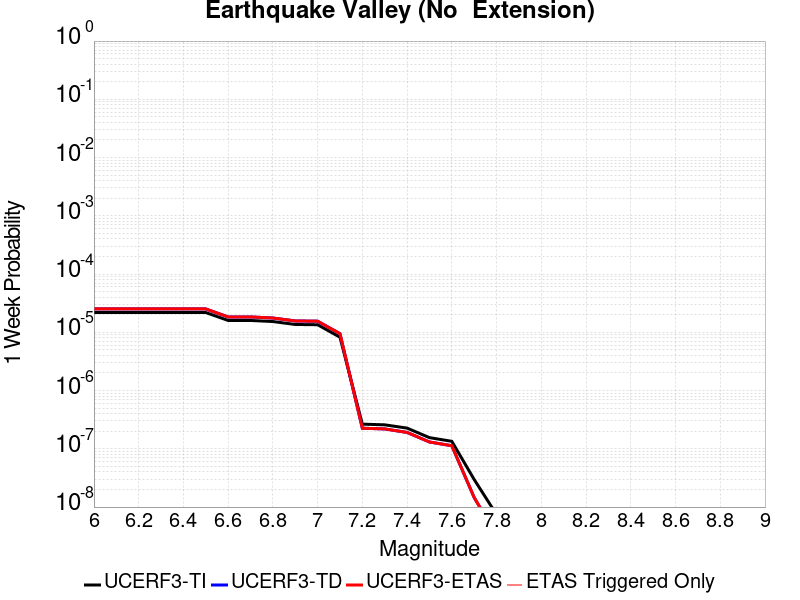 Earthquake Valley (No  Extension)
1 Week Probability
10^0
10^-1
10^-2
10^-3
10^-4
10^-5
10^-6
10^-7
10^-8
6 6.2 6.4 6.6 6.8 7 7.2 7.4 7.6 7.8 8 8.2 8.4 8.6 8.8 9
Magnitude
UCERF3-TI UCERF3-TD UCERF3-ETAS ETAS Triggered Only